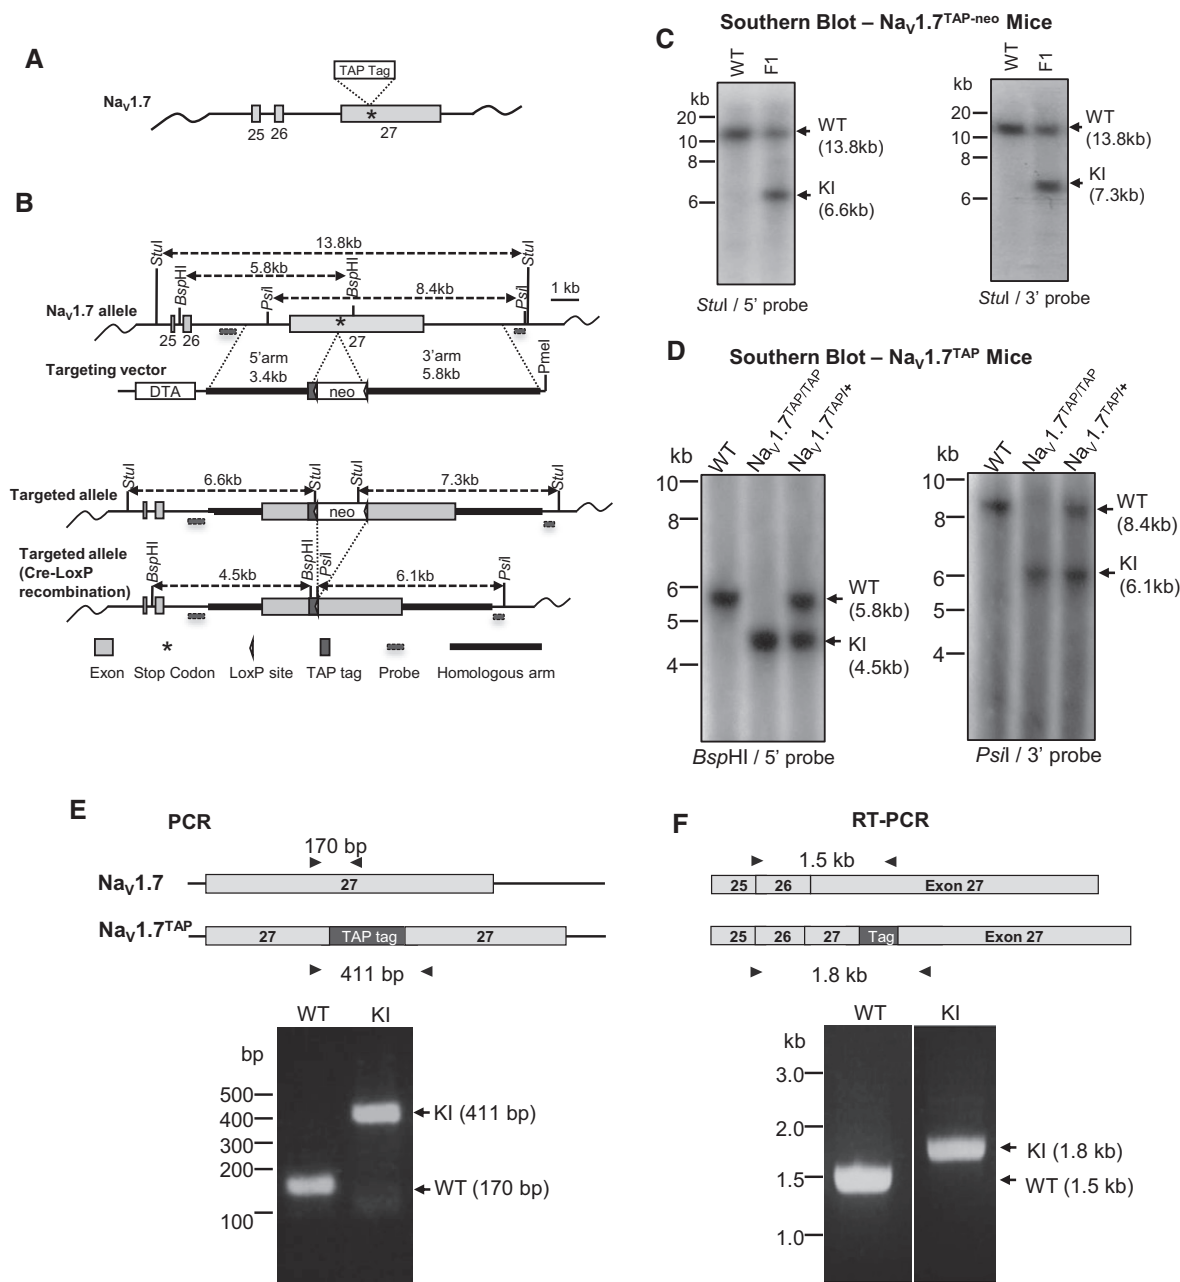 A
TAP Tag
NaV1.7
*
25 26 27
B
13.8kb
StuI
StuI
5.8kb
BspHI
BspHI
PsiI
8.4kb
PsiI
1 kb
NaV1.7 allele
*
25 26 27
Targeting vector
5’arm
3.4kb
3’arm
5.8kb
PmeI
DTA
neo
StuI
6.6kb
StuI
StuI
7.3kb
StuI
Targeted allele
neo
Targeted allele
(Cre-LoxP
recombination)
BspHI
4.5kb
BspHI
PsiI
6.1kb
PsiI
*
Exon Stop Codon LoxP site TAP tag Probe Homologous arm
C
Southern Blot – NaV1.7TAP-neo Mice
WT F1
kb
20
10
8
6
WT
(13.8kb)
KI
(6.6kb)
StuI / 5’ probe
WT F1
kb
20
10
8
6
WT
(13.8kb)
KI
(7.3kb)
StuI / 3’ probe
D
Southern Blot – NaV1.7TAP Mice
WT NaV1.7TAP/TAP NaV1.7TAP/+
kb
10
8
6
5
4
WT
(5.8kb)
KI
(4.5kb)
BspHI / 5’ probe
WT NaV1.7TAP/TAP NaV1.7TAP/+
kb
10
8
6
5
4
WT
(8.4kb)
KI
(6.1kb)
PsiI / 3’ probe
E
PCR
170 bp
NaV1.7
27
NaV1.7TAP
27 TAP tag 27
411 bp
WT KI
bp
500
400
300
200
100
KI (411 bp)
WT (170 bp)
F
RT-PCR
1.5 kb
25 26 Exon 27
25 26 27 Tag Exon 27
1.8 kb
WT KI
kb
3.0
2.0
1.5
1.0
KI (1.8 kb)
WT (1.5 kb)